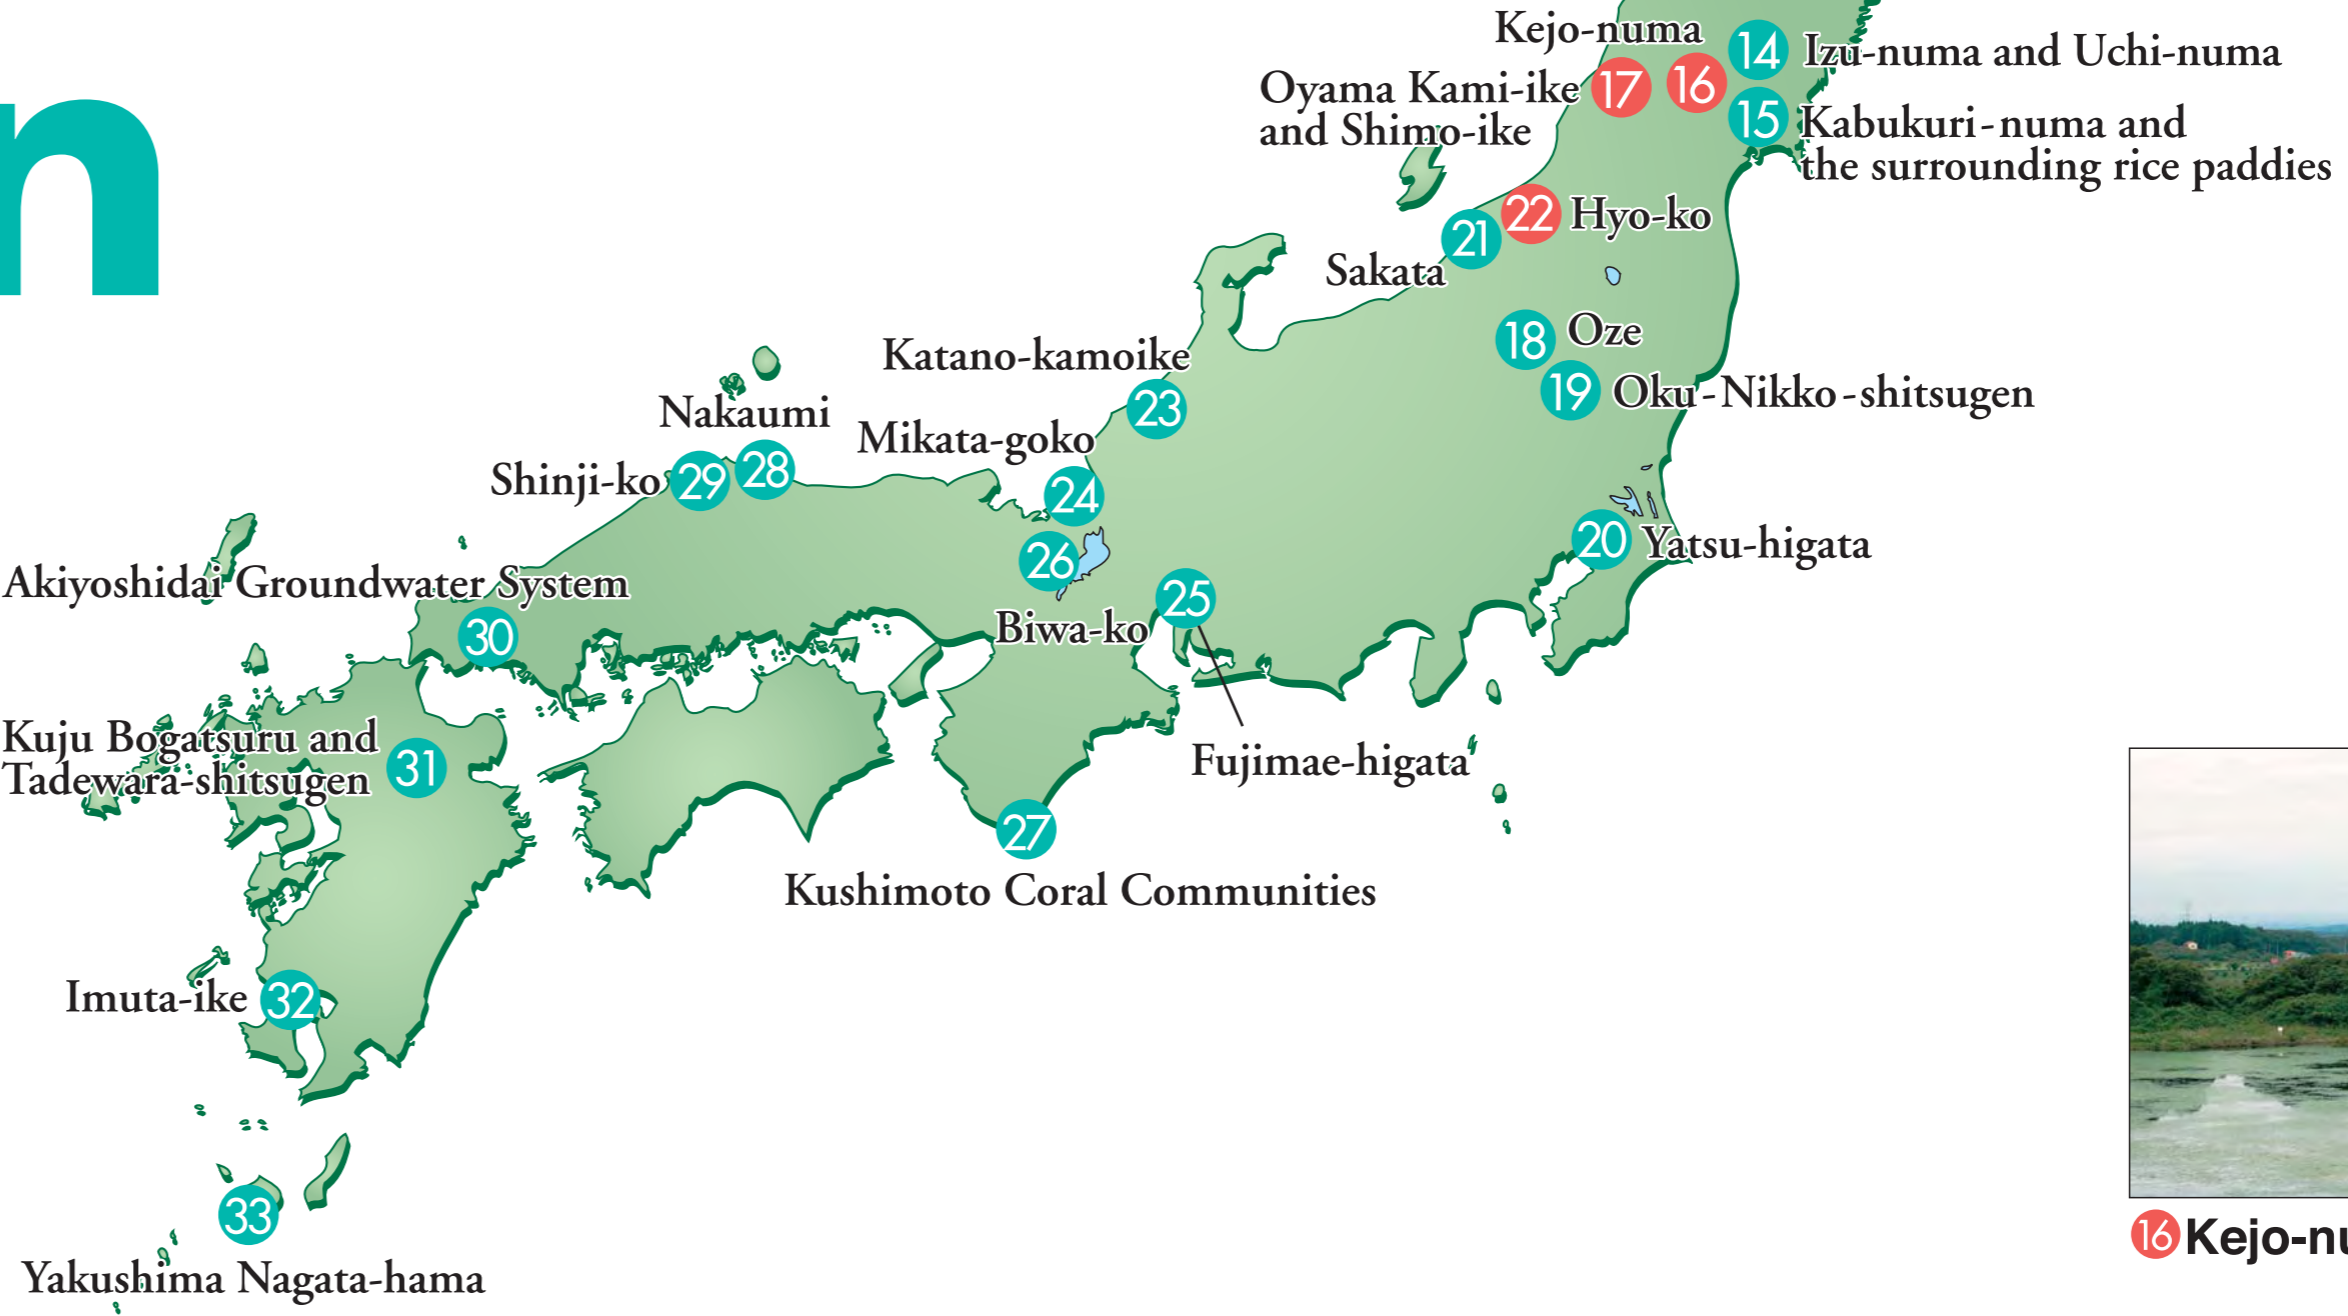 n
Kejo-numa
14 Izu-numa and Uchi-numa
Oyama Kami-ike 17 16
and Shimo-ike
15 Kabukuri-numa and
the surrounding rice paddies
22 Hyo-ko
21
Sakata
18 Oze
19 Oku-Nikko-shitsugen
Katano-kamoike
23
Nakaumi
Mikata-goko
Shinji-ko 29 28
24
20 Yatsu-higata
26
Akiyoshidai Groundwater System
25
30
Biwa-ko
Kuju Bogatsuru and
Tadewara-shitsugen 31
Fujimae-higata
27
Kushimoto Coral Communities
Imuta-ike 32
33
Yakushima Nagata-hama
16 Kejo-nu